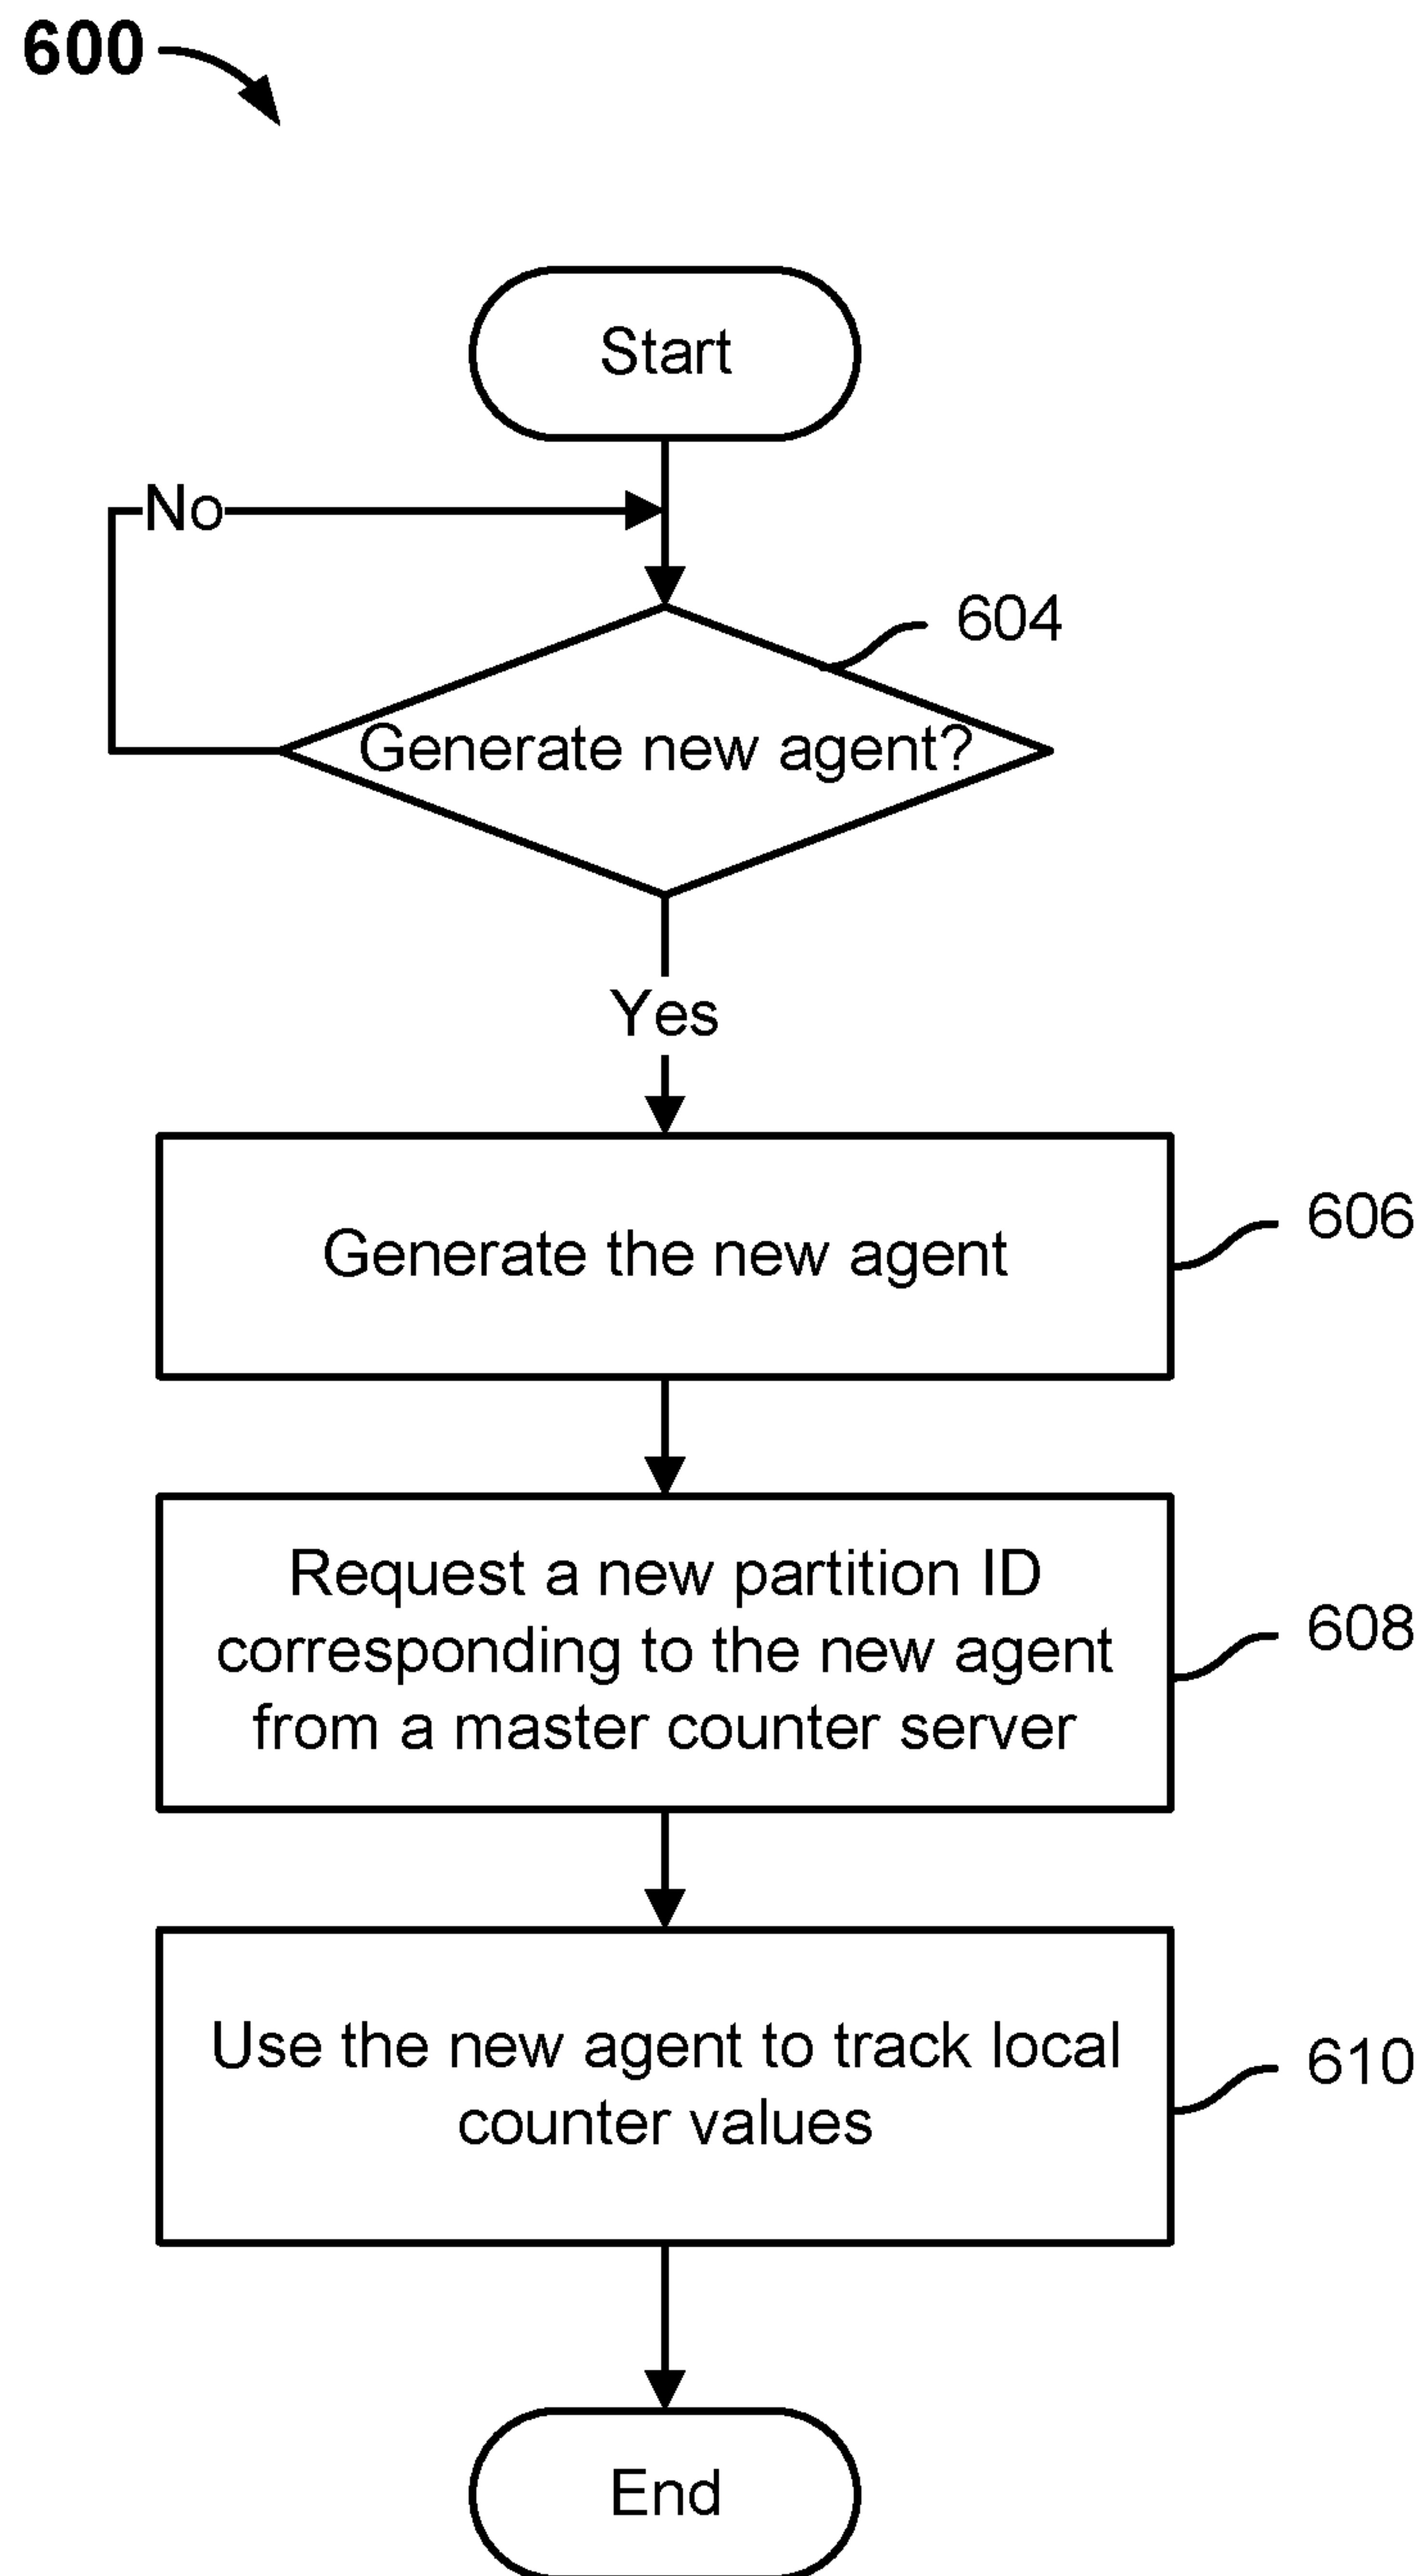 600
Start
No
604
Generate new agent?
Yes
Generate the new agent
606
Request a new partition ID
corresponding to the new agent
from a master counter server
608
Use the new agent to track local
counter values
610
End